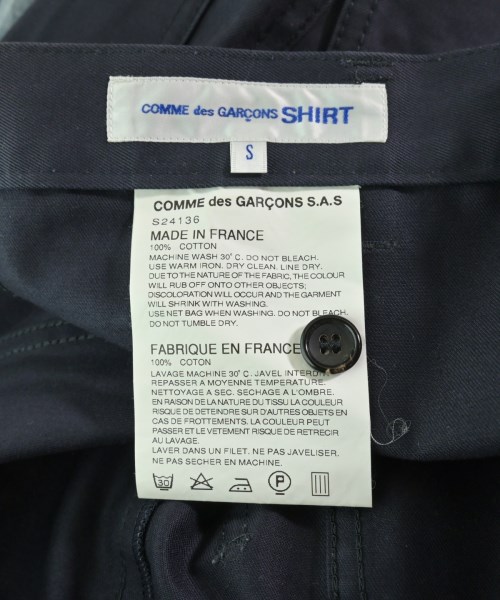 COMME des GARÇONS SHIRT
S
COMME des GARÇONS S.A.S
S24136
MADE IN FRANCE
100% COTTON
MACHINE WASH 30°C. DO NOT BLEACH.
USE WARM IRON. DRY CLEAN. LINE DRY.
DUE TO THE NATURE OF THE FABRIC, THE COLOUR
WILL RUB OFF ONTO OTHER OBJECTS;
DISCOLORATION WILL OCCUR AND THE GARMENT
WILL SHRINK WITH WASHING.
USE NET BAG WHEN WASHING. DO NOT BLEACH.
DO NOT TUMBLE DRY.
FABRIQUE EN FRANCE
100% COTON
LAVAGE MACHINE 30°C. JAVEL
REPASSER A MOYENNE TEMPERATURE.
NETTOYAGE A SEC. SECHAGE A L'OMBRE.
EN RAISON DE LA NATURE DU TISSU LA COULEUR
RISQUE DE DETEINDRE SUR D'AUTRES OBJETS EN
CAS DE FROTTEMENTS. LA COULEUR PEUT
PASSER ET LE VETEMENT RISQUE DE RETRECIR
AU LAVAGE.
LAVER DANS UN FILET. NE PAS JAVELISER.
NE PAS SECHER EN MACHINE.
30 P